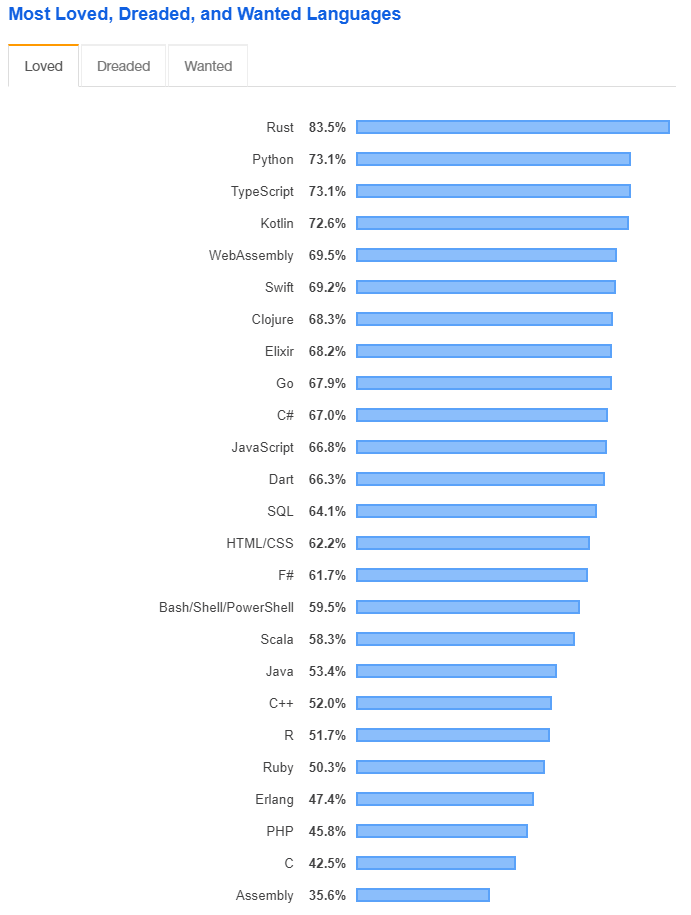 Most Loved, Dreaded, and Wanted Languages
Loved Dreaded Wanted
Rust 83.5%
Python 73.1%
TypeScript 73.1%
Kotlin 72.6%
WebAssembly 69.5%
Swift 69.2%
Clojure 68.3%
Elixir 68.2%
Go 67.9%
C# 67.0%
JavaScript 66.8%
Dart 66.3%
SQL 64.1%
HTML/CSS 62.2%
F# 61.7%
Bash/Shell/PowerShell 59.5%
Scala 58.3%
Java 53.4%
C++ 52.0%
R 51.7%
Ruby 50.3%
Erlang 47.4%
PHP 45.8%
C 42.5%
Assembly 35.6%